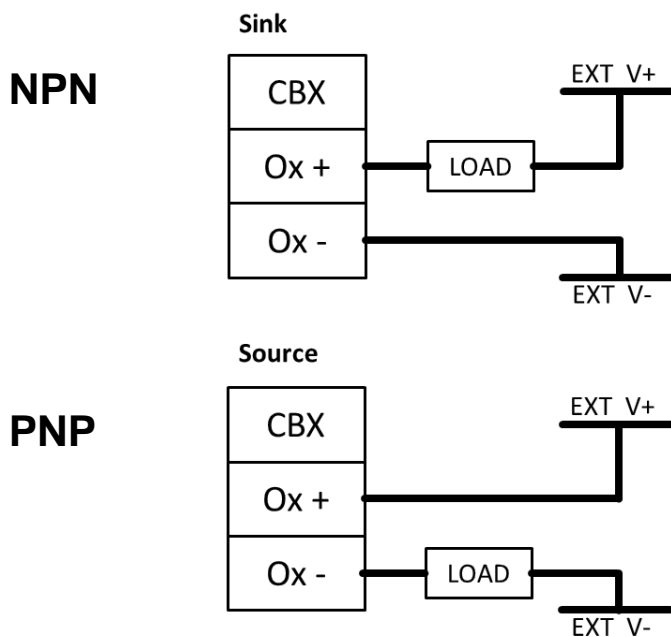 Sink
NPN
CBX
EXT V+
Ox +
LOAD
Ox -
EXT V-
Source
PNP
CBX
EXT V+
Ox +
Ox -
LOAD
EXT V-